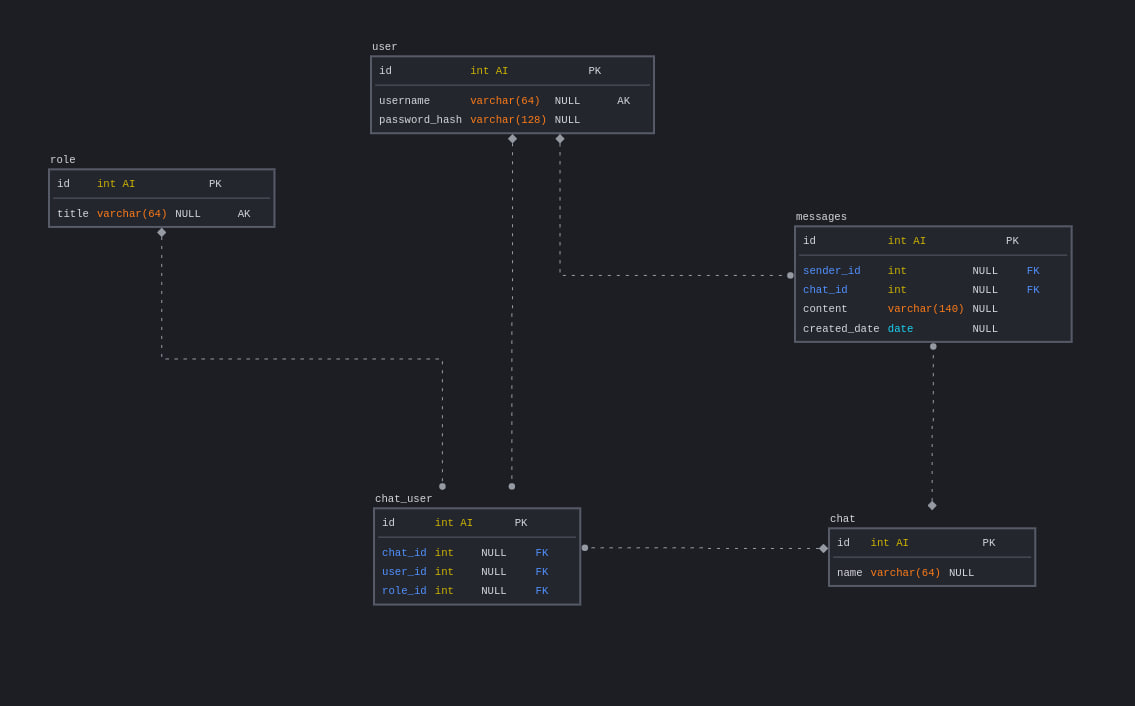 user
id int AI PK
username varchar(64) NULL AK
password_hash varchar(128) NULL
role
id int AI PK
title varchar(64) NULL AK
messages
id int AI PK
sender_id int NULL FK
chat_id int NULL FK
content varchar(140) NULL
created_date date NULL
chat_user
id int AI PK
chat_id int NULL FK
user_id int NULL FK
role_id int NULL FK
chat
id int AI PK
name varchar(64) NULL